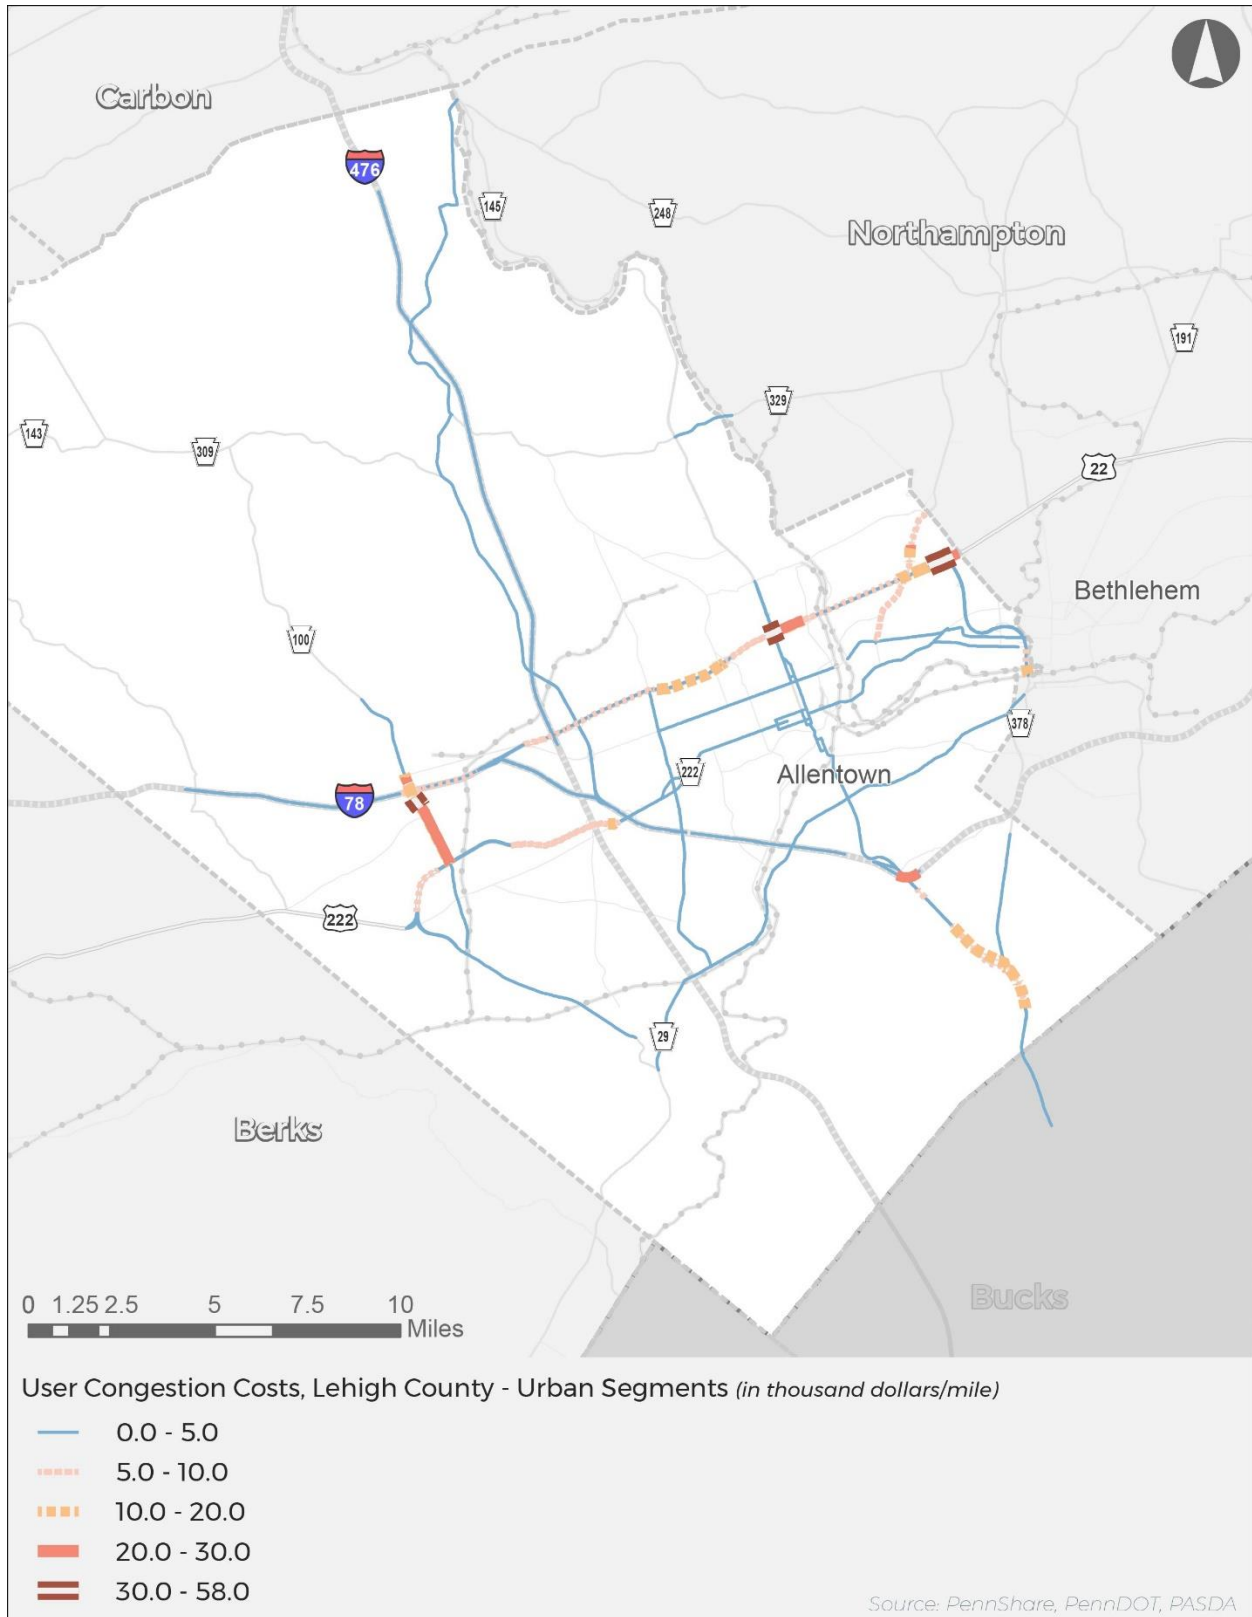 Carbon
476
145
248
Northampton
191
329
143
309
22
Bethlehem
100
378
222
Allentown
78
222
29
Berks
Bucks
0 1.25 2.5 5 7.5 10
Miles
User Congestion Costs, Lehigh County - Urban Segments (in thousand dollars/mile)
0.0 - 5.0
5.0 - 10.0
10.0 - 20.0
20.0 - 30.0
30.0 - 58.0
Source: PennShare, PennDOT, PASDA